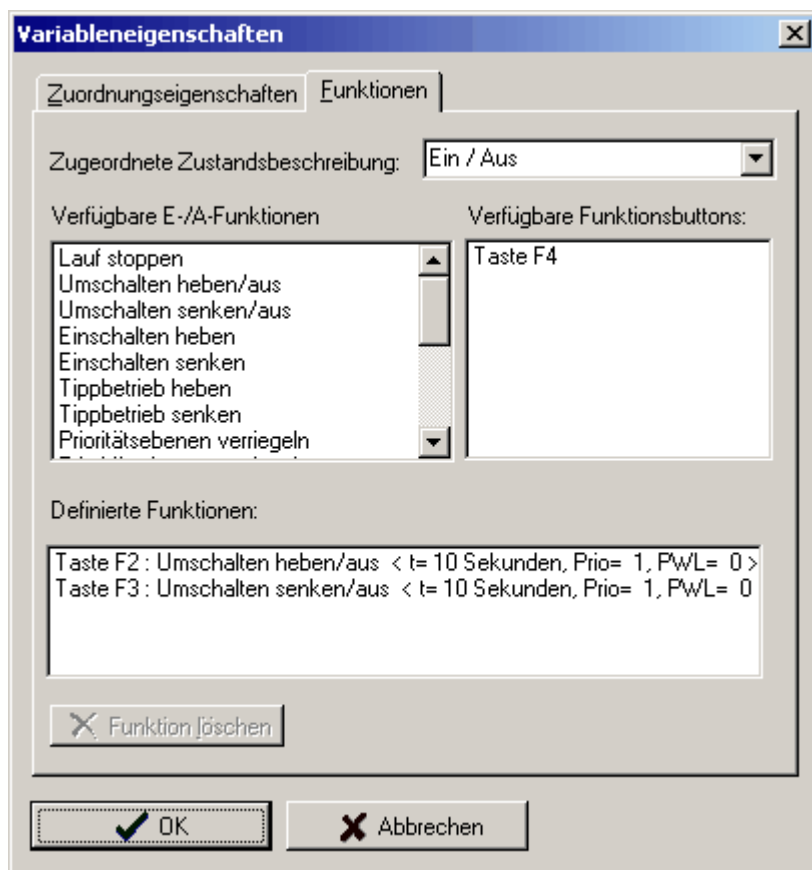 Variableneigenschaften
Zuordnungseigenschaften
Funktionen
Zugeordnete Zustandsbeschreibung:
Ein / Aus
Verfügbare E-/A-Funktionen
Lauf stoppen
Umschalten heben/aus
Umschalten senken/aus
Einschalten heben
Einschalten senken
Tippbetrieb heben
Tippbetrieb senken
Prioritätsebenen verriegeln
Verfügbare Funktionsbuttons:
Taste F4
Definierte Funktionen:
Taste F2 : Umschalten heben/aus < t= 10 Sekunden, Prio= 1, PWL= 0 >
Taste F3 : Umschalten senken/aus < t= 10 Sekunden, Prio= 1, PWL= 0
Funktion löschen
OK
Abbrechen